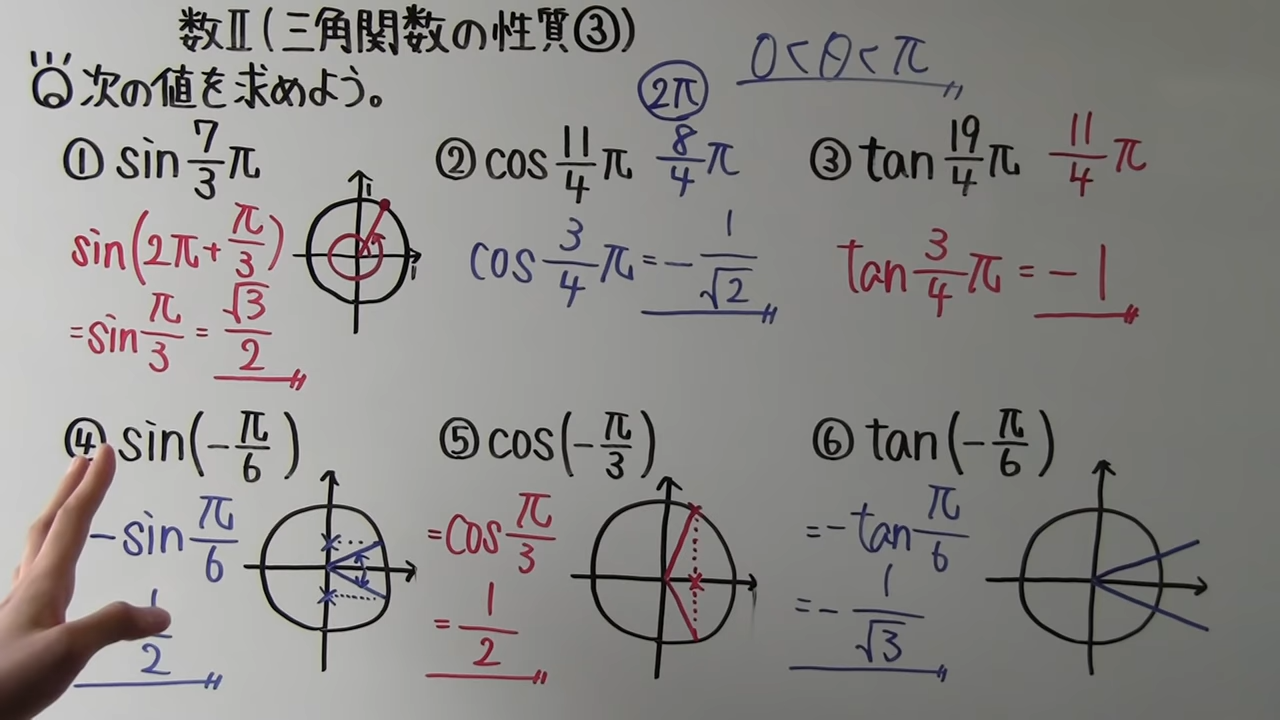 数Ⅱ(三角関数の性質③)
次の値を求めよう。
0<θ<π
2π
① sin 7/3 π
sin(2π+π/3)
=sin π/3 = √3/2
1
1
② cos 11/4 π 8/4 π
cos 3/4 π = -1/√2
③ tan 19/4 π 11/4 π
tan 3/4 π = -1
④ sin(-π/6)
-sin π/6
1/2
⑤ cos(-π/3)
=cos π/3
=1/2
⑥ tan(-π/6)
=-tan π/6
=-1/√3